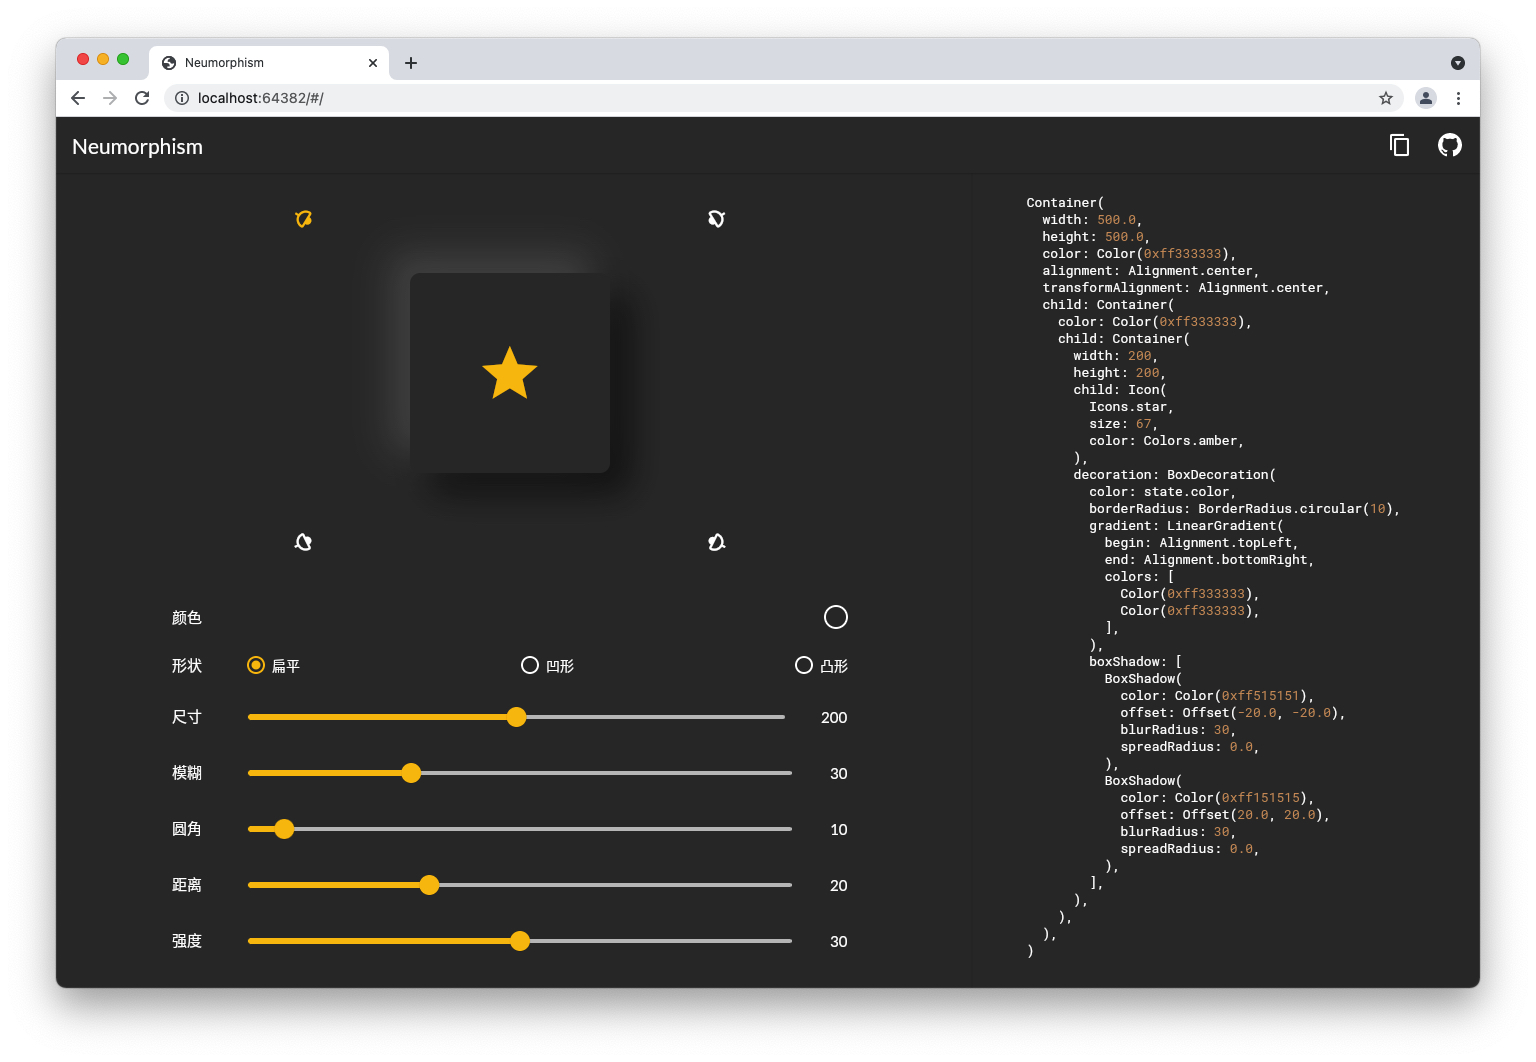 Neumorphism
localhost:64382/#/
Neumorphism
颜色
形状 扁平 凹形 凸形
尺寸 200
模糊 30
圆角 10
距离 20
强度 30
Container(
  width: 500.0,
  height: 500.0,
  color: Color(0xff333333),
  alignment: Alignment.center,
  transformAlignment: Alignment.center,
  child: Container(
    color: Color(0xff333333),
    child: Container(
      width: 200,
      height: 200,
      child: Icon(
        Icons.star,
        size: 67,
        color: Colors.amber,
      ),
      decoration: BoxDecoration(
        color: state.color,
        borderRadius: BorderRadius.circular(10),
        gradient: LinearGradient(
          begin: Alignment.topLeft,
          end: Alignment.bottomRight,
          colors: [
            Color(0xff333333),
            Color(0xff333333),
          ],
        ),
        boxShadow: [
          BoxShadow(
            color: Color(0xff515151),
            offset: Offset(-20.0, -20.0),
            blurRadius: 30,
            spreadRadius: 0.0,
          ),
          BoxShadow(
            color: Color(0xff151515),
            offset: Offset(20.0, 20.0),
            blurRadius: 30,
            spreadRadius: 0.0,
          ),
        ],
      ),
    ),
  ),
)